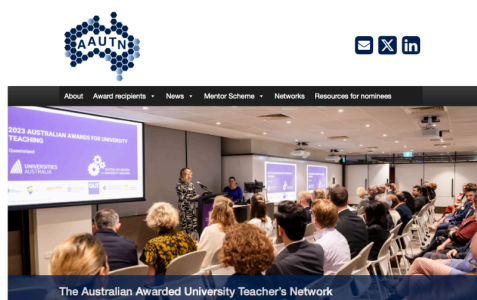 AAUTN
About Award recipients News Mentor Scheme Networks Resources for nominees
2023 AUSTRALIAN AWARDS FOR UNIVERSITY
TEACHING
Queensland
UNIVERSITIES
AUSTRALIA
The Australian Awarded University Teacher's Network